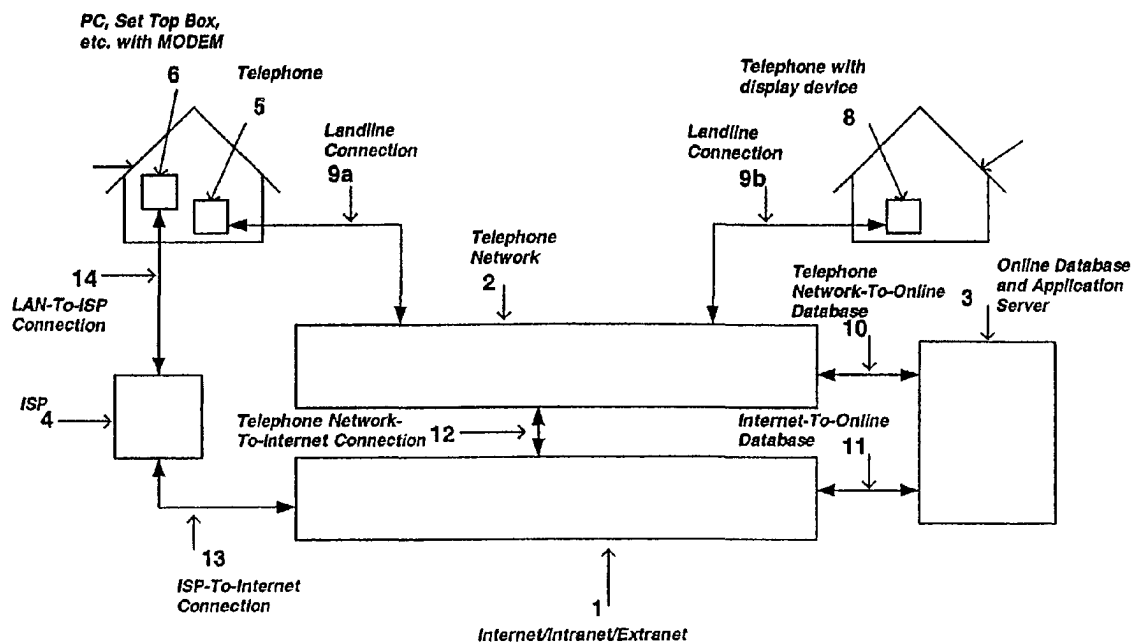 PC, Set Top Box,
etc. with MODEM
6
Telephone
5
Telephone with
display device
8
Landline
Connection
9a
Landline
Connection
9b
Telephone
Network
2
14
LAN-To-ISP
Connection
Telephone
Network-To-Online
Database
10
Online Database
and Application
Server
3
ISP
4
Telephone Network-
To-Internet Connection
12
Internet-To-Online
Database
11
13
ISP-To-Internet
Connection
1
Internet/Intranet/Extranet